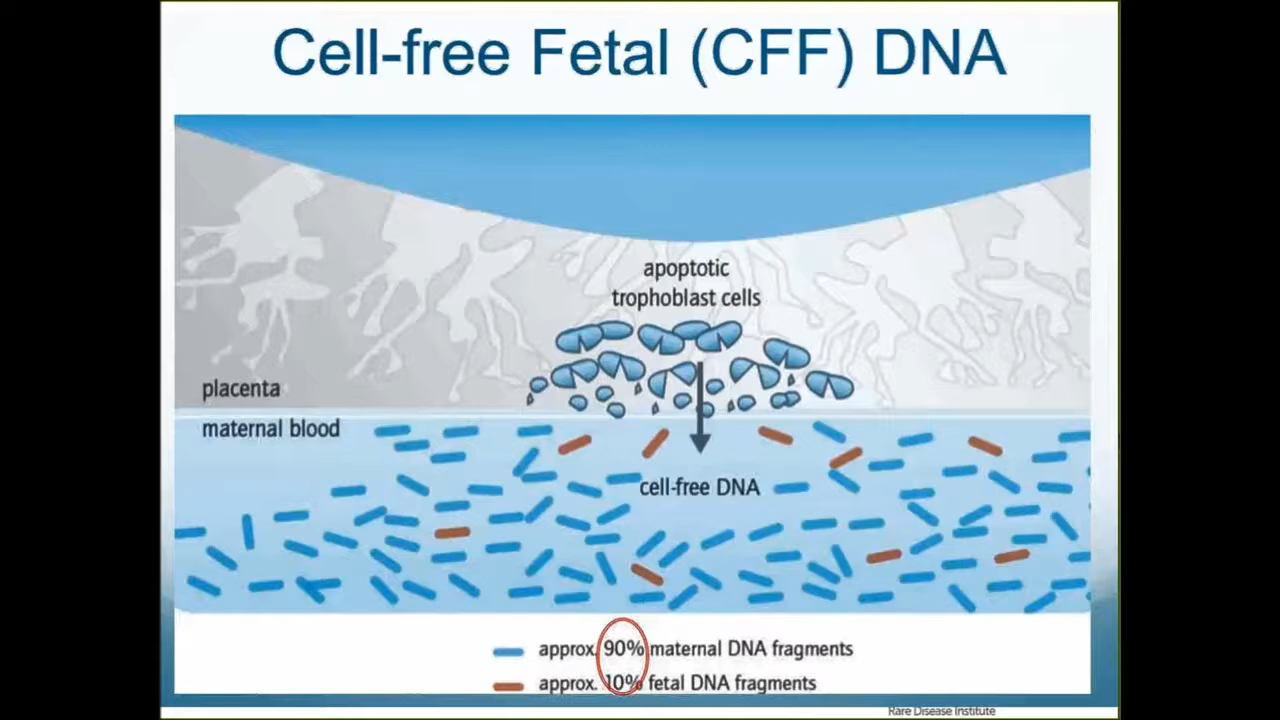 Cell-free Fetal (CFF) DNA
apoptotic
trophoblast cells
placenta
maternal blood
cell-free DNA
approx. 90% maternal DNA fragments
approx. 10% fetal DNA fragments
Rare Disease Institute